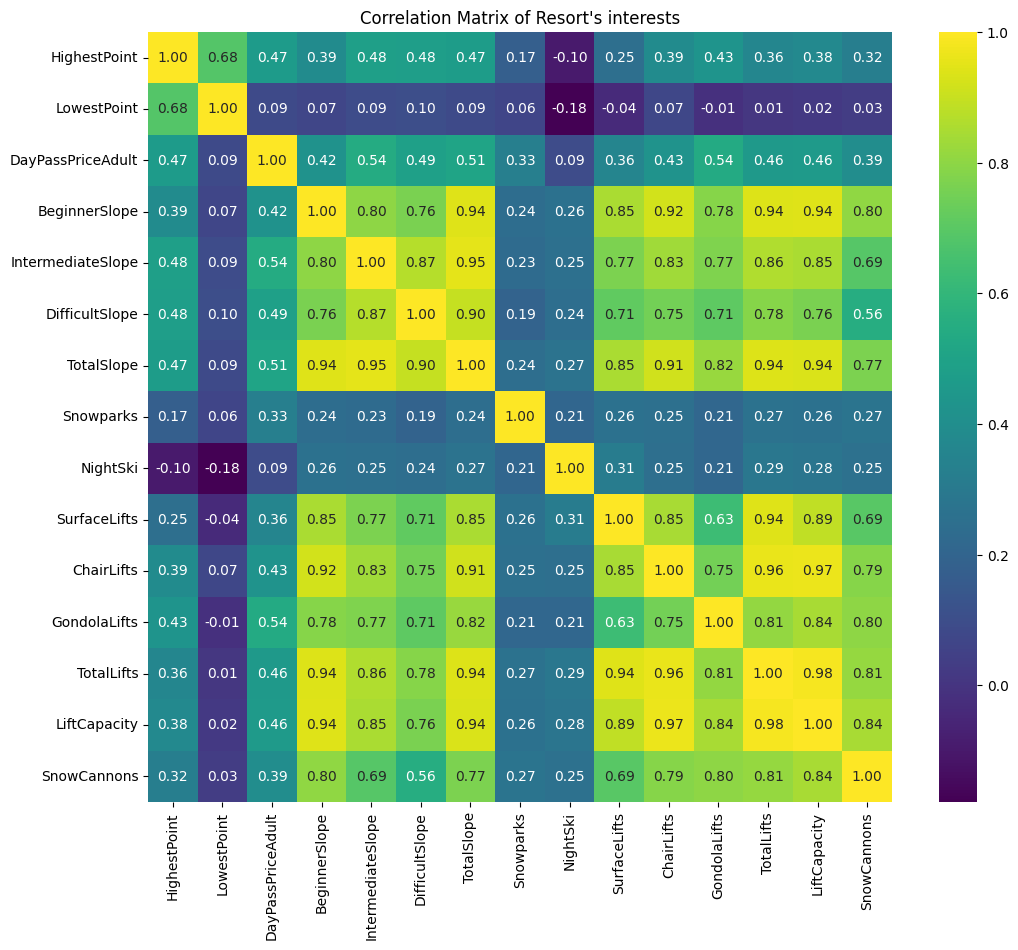 Correlation Matrix of Resort's interests
HighestPoint 1.00 0.68 0.47 0.39 0.48 0.48 0.47 0.17 -0.10 0.25 0.39 0.43 0.36 0.38 0.32
LowestPoint 0.68 1.00 0.09 0.07 0.09 0.10 0.09 0.06 -0.18 -0.04 0.07 -0.01 0.01 0.02 0.03
DayPassPriceAdult 0.47 0.09 1.00 0.42 0.54 0.49 0.51 0.33 0.09 0.36 0.43 0.54 0.46 0.46 0.39
BeginnerSlope 0.39 0.07 0.42 1.00 0.80 0.76 0.94 0.24 0.26 0.85 0.92 0.78 0.94 0.94 0.80
IntermediateSlope 0.48 0.09 0.54 0.80 1.00 0.87 0.95 0.23 0.25 0.77 0.83 0.77 0.86 0.85 0.69
DifficultSlope 0.48 0.10 0.49 0.76 0.87 1.00 0.90 0.19 0.24 0.71 0.75 0.71 0.78 0.76 0.56
TotalSlope 0.47 0.09 0.51 0.94 0.95 0.90 1.00 0.24 0.27 0.85 0.91 0.82 0.94 0.94 0.77
Snowparks 0.17 0.06 0.33 0.24 0.23 0.19 0.24 1.00 0.21 0.26 0.25 0.21 0.27 0.26 0.27
NightSki -0.10 -0.18 0.09 0.26 0.25 0.24 0.27 0.21 1.00 0.31 0.25 0.21 0.29 0.28 0.25
SurfaceLifts 0.25 -0.04 0.36 0.85 0.77 0.71 0.85 0.26 0.31 1.00 0.85 0.63 0.94 0.89 0.69
ChairLifts 0.39 0.07 0.43 0.92 0.83 0.75 0.91 0.25 0.25 0.85 1.00 0.75 0.96 0.97 0.79
GondolaLifts 0.43 -0.01 0.54 0.78 0.77 0.71 0.82 0.21 0.21 0.63 0.75 1.00 0.81 0.84 0.80
TotalLifts 0.36 0.01 0.46 0.94 0.86 0.78 0.94 0.27 0.29 0.94 0.96 0.81 1.00 0.98 0.81
LiftCapacity 0.38 0.02 0.46 0.94 0.85 0.76 0.94 0.26 0.28 0.89 0.97 0.84 0.98 1.00 0.84
SnowCannons 0.32 0.03 0.39 0.80 0.69 0.56 0.77 0.27 0.25 0.69 0.79 0.80 0.81 0.84 1.00
HighestPoint
LowestPoint
DayPassPriceAdult
BeginnerSlope
IntermediateSlope
DifficultSlope
TotalSlope
Snowparks
NightSki
SurfaceLifts
ChairLifts
GondolaLifts
TotalLifts
LiftCapacity
SnowCannons
1.0
0.8
0.6
0.4
0.2
0.0